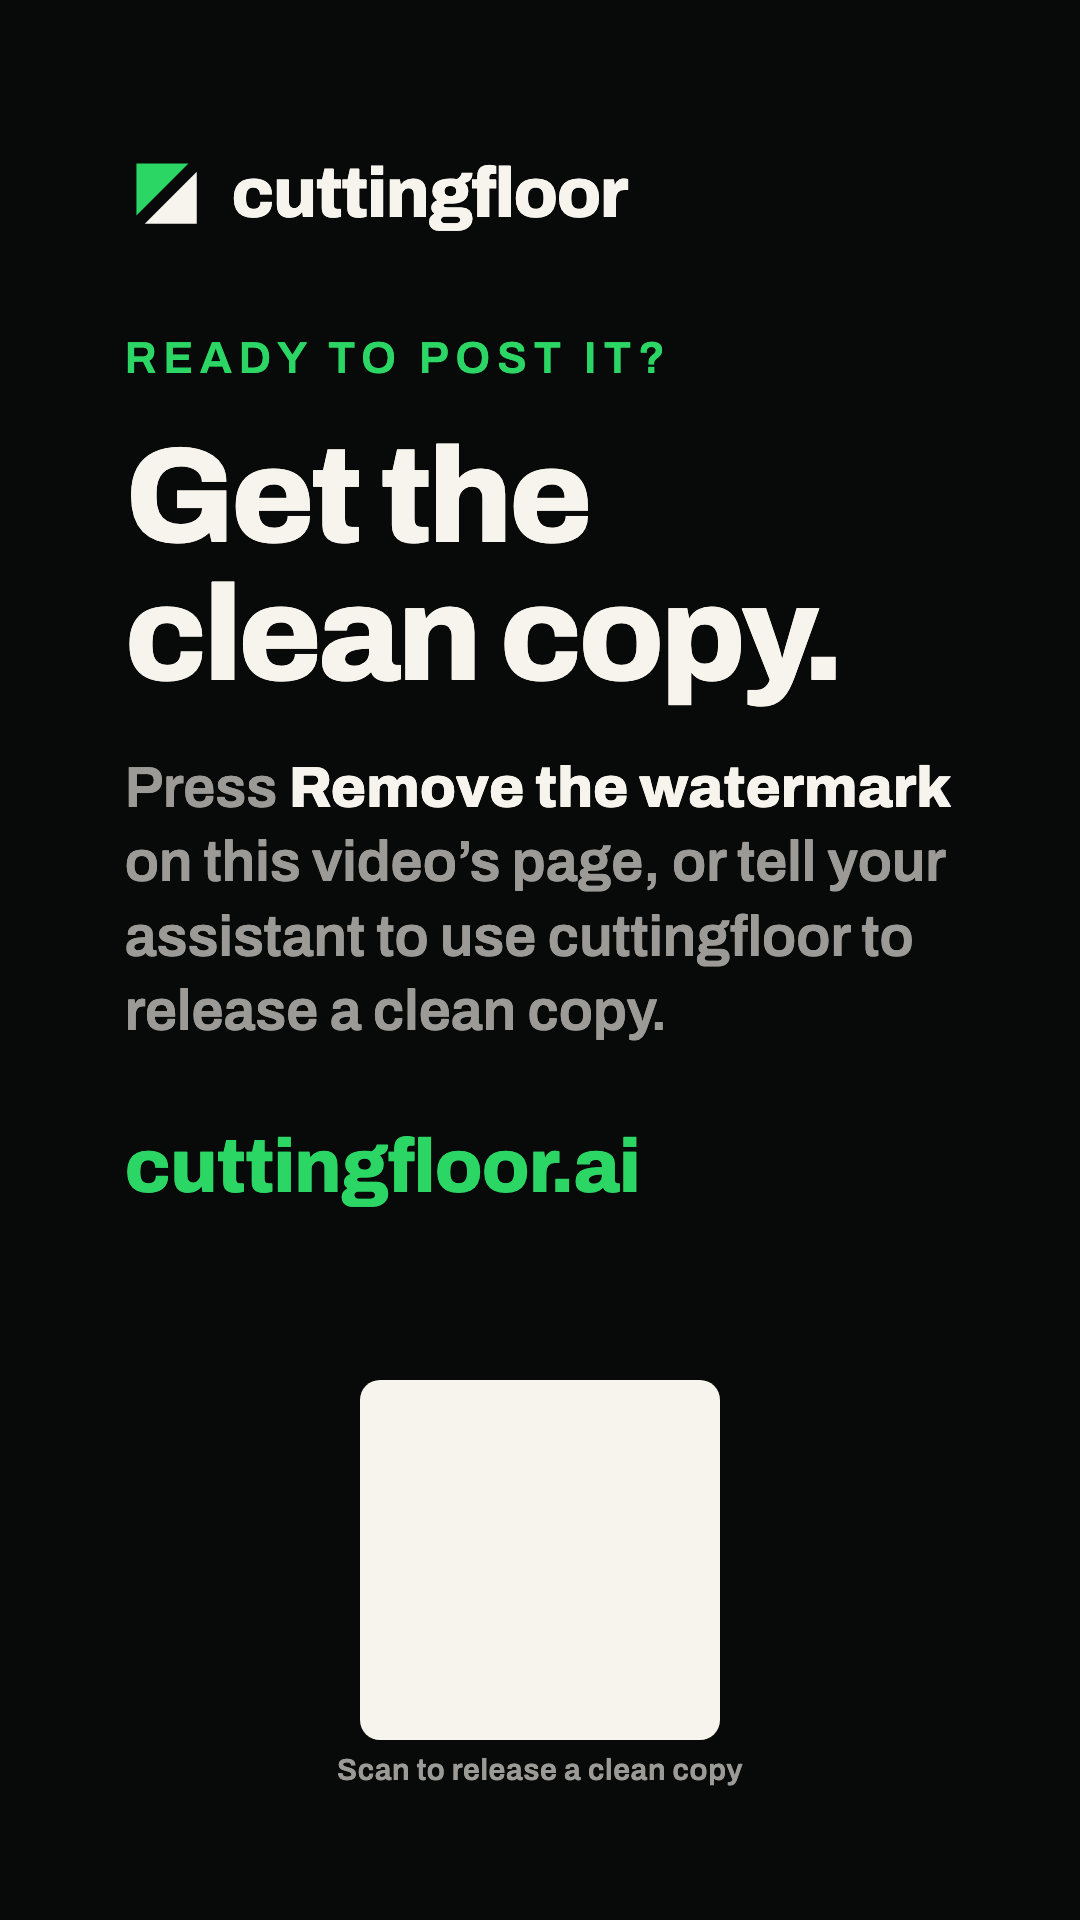 cuttingfloor
READY TO POST IT?
Get the
clean copy.
Press Remove the watermark
on this video’s page, or tell your
assistant to use cuttingfloor to
release a clean copy.
cuttingfloor.ai
Scan to release a clean copy